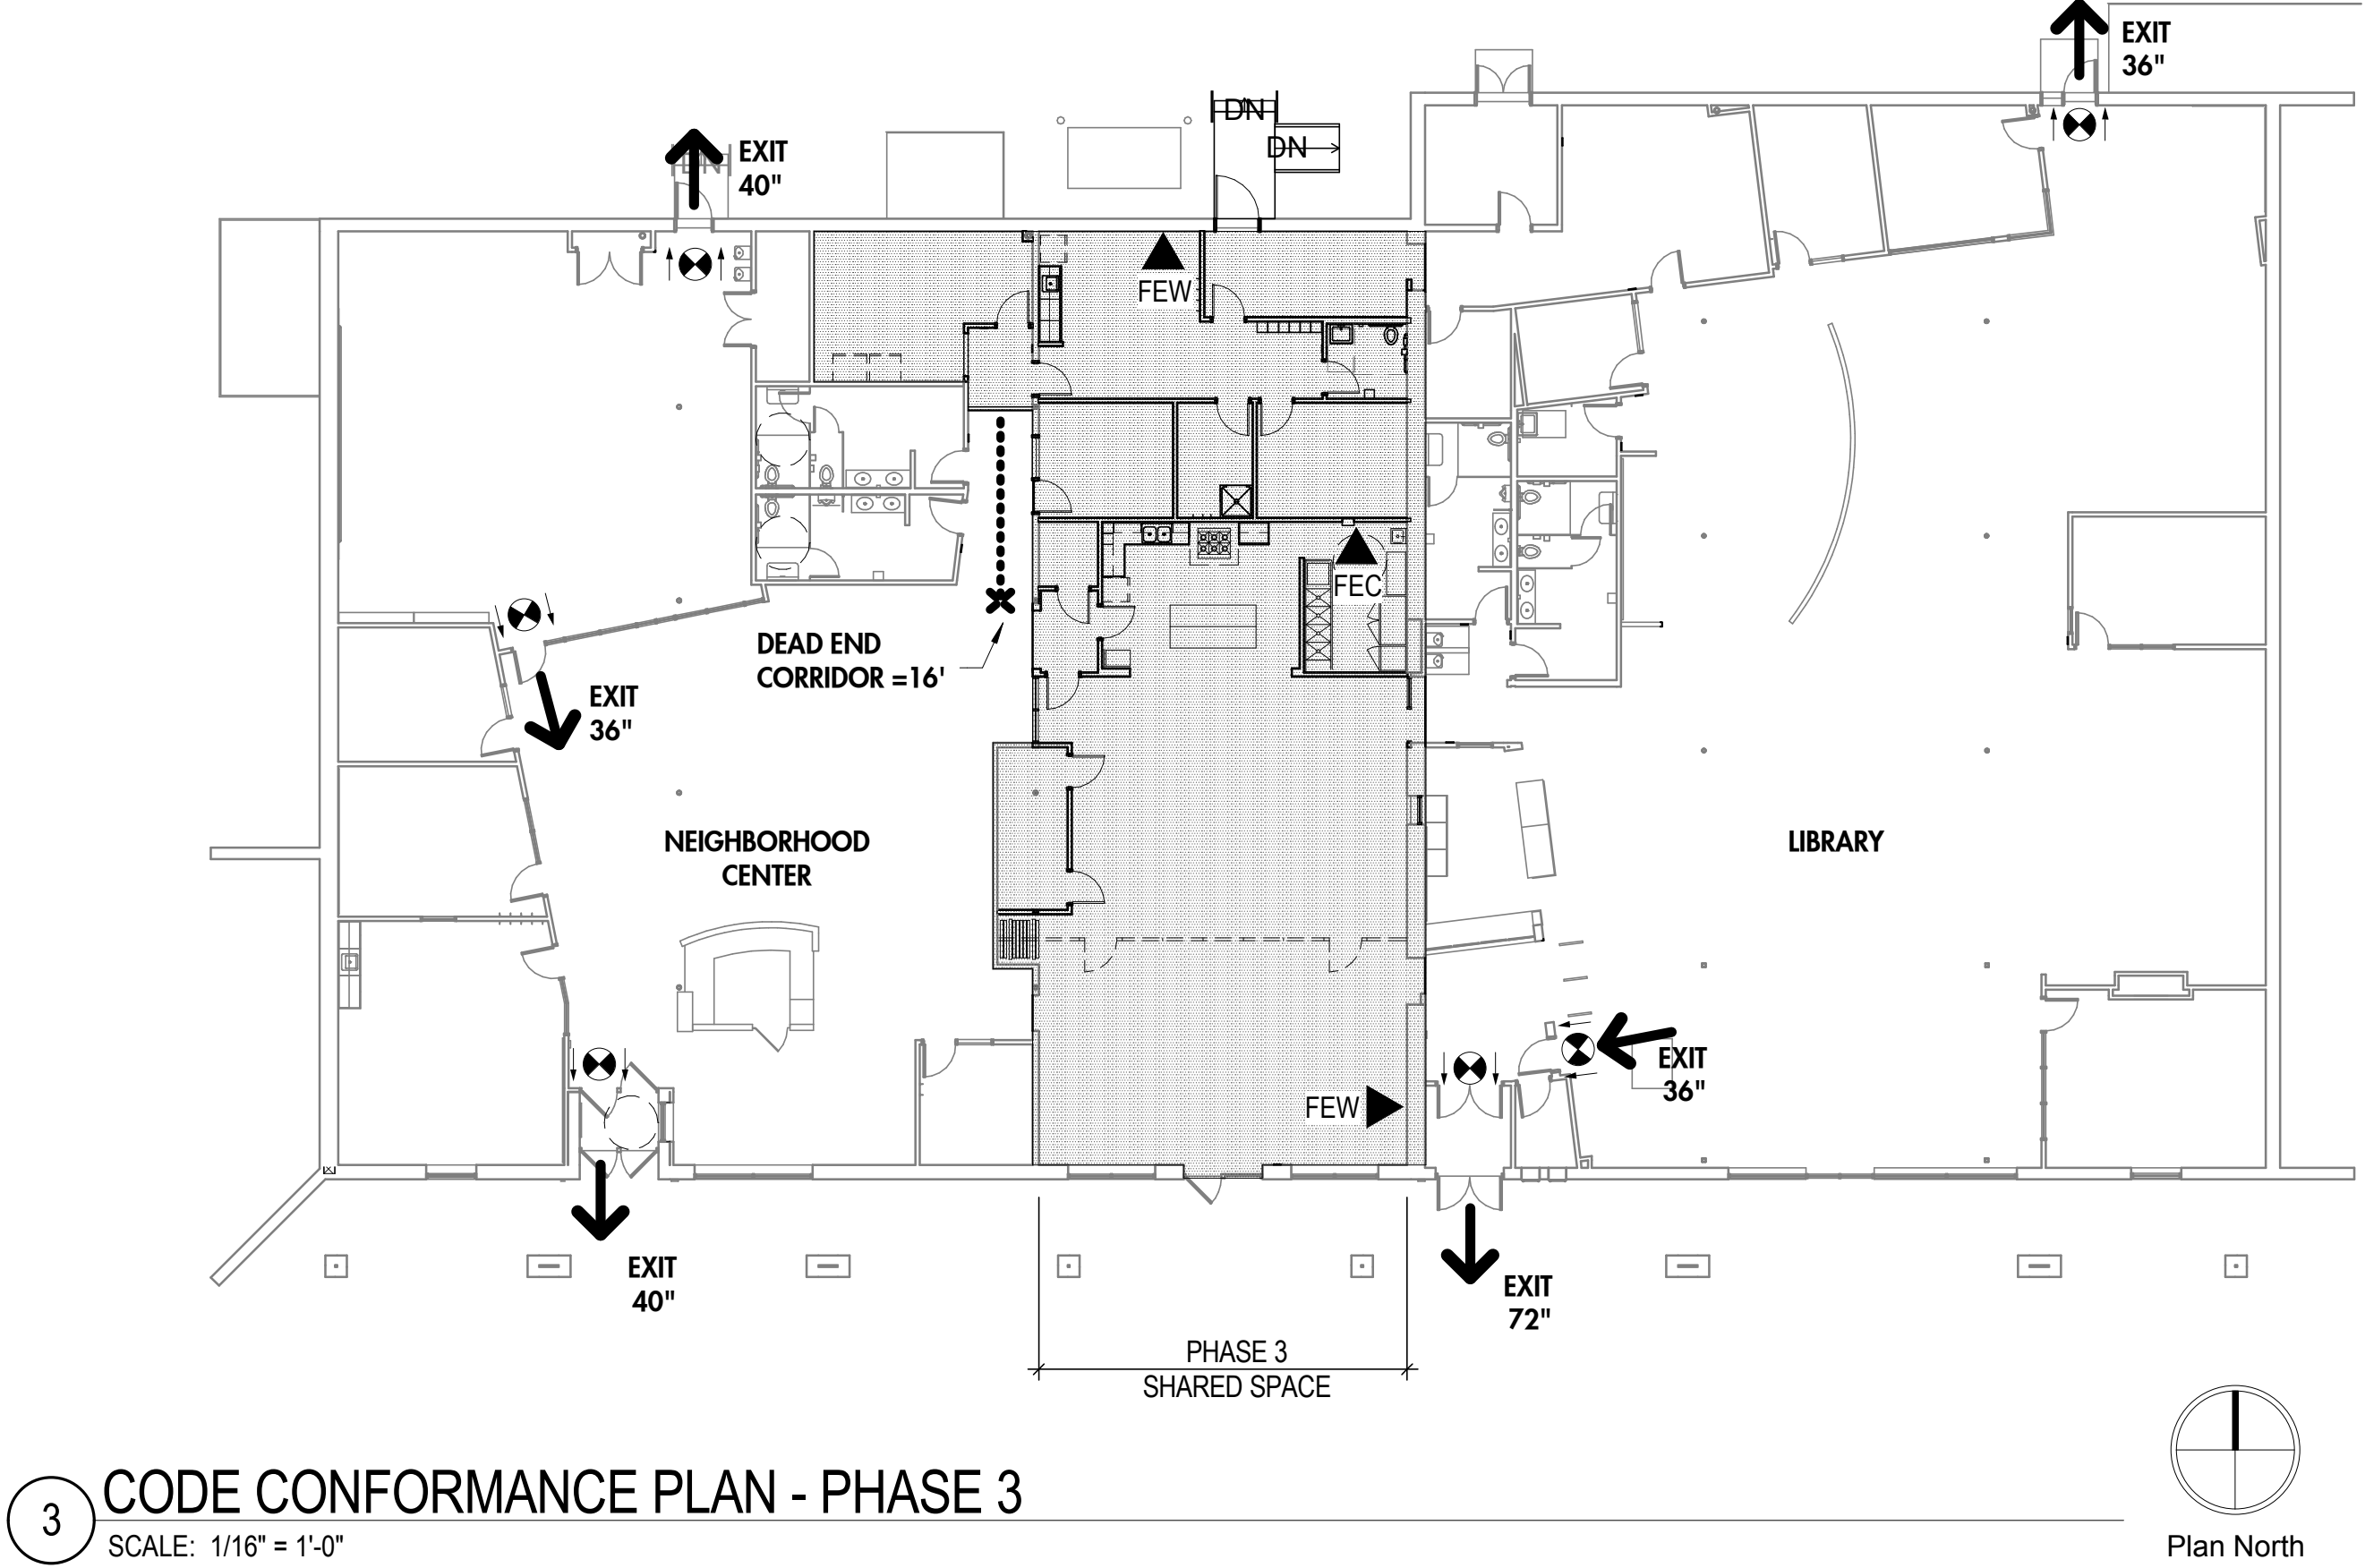 EXIT
36"
DN
DN
EXIT
40"
DN
FEW
FEC
DEAD END
CORRIDOR =16'
EXIT
36"
NEIGHBORHOOD
CENTER
LIBRARY
EXIT
36"
FEW
EXIT
40"
EXIT
72"
PHASE 3
SHARED SPACE
3
CODE CONFORMANCE PLAN - PHASE 3
SCALE: 1/16" = 1'-0"
Plan North